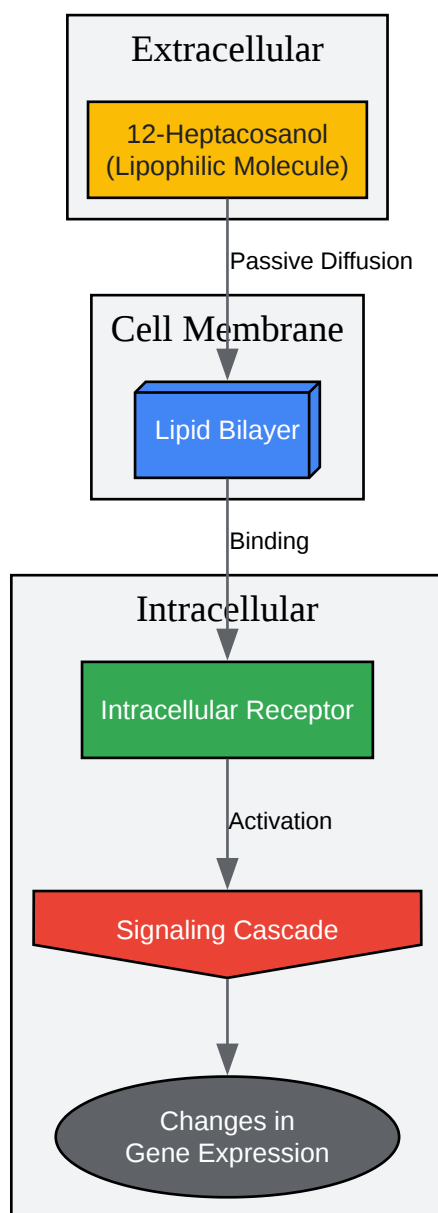 Extracellular
12-Heptacosanol
(Lipophilic Molecule)
Passive Diffusion
Cell Membrane
Lipid Bilayer
Binding
Intracellular
Intracellular Receptor
Activation
Signaling Cascade
Changes in
Gene Expression